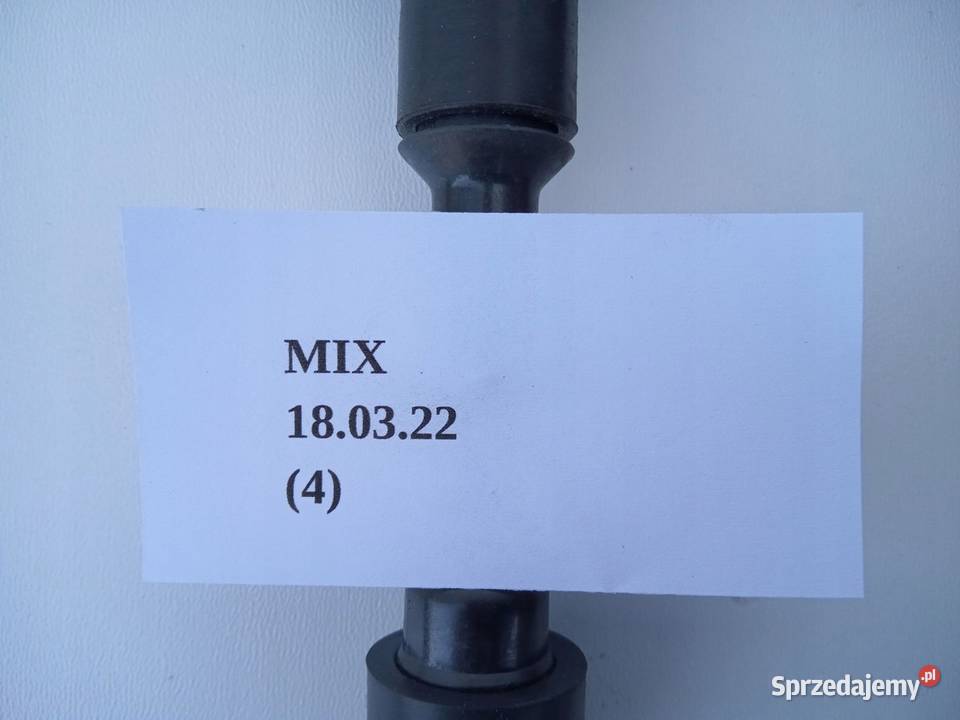 MIX
18.03.22
(4)
Sprzedajemy.pl